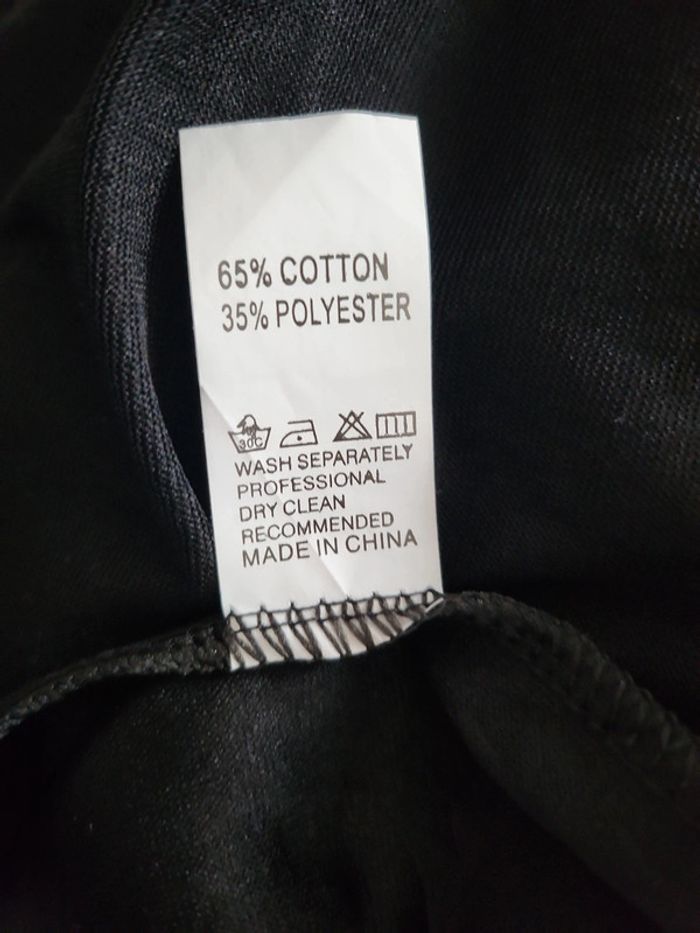 65% COTTON
35% POLYESTER
30C
WASH SEPARATELY
PROFESSIONAL
DRY CLEAN
RECOMMENDED
MADE IN CHINA